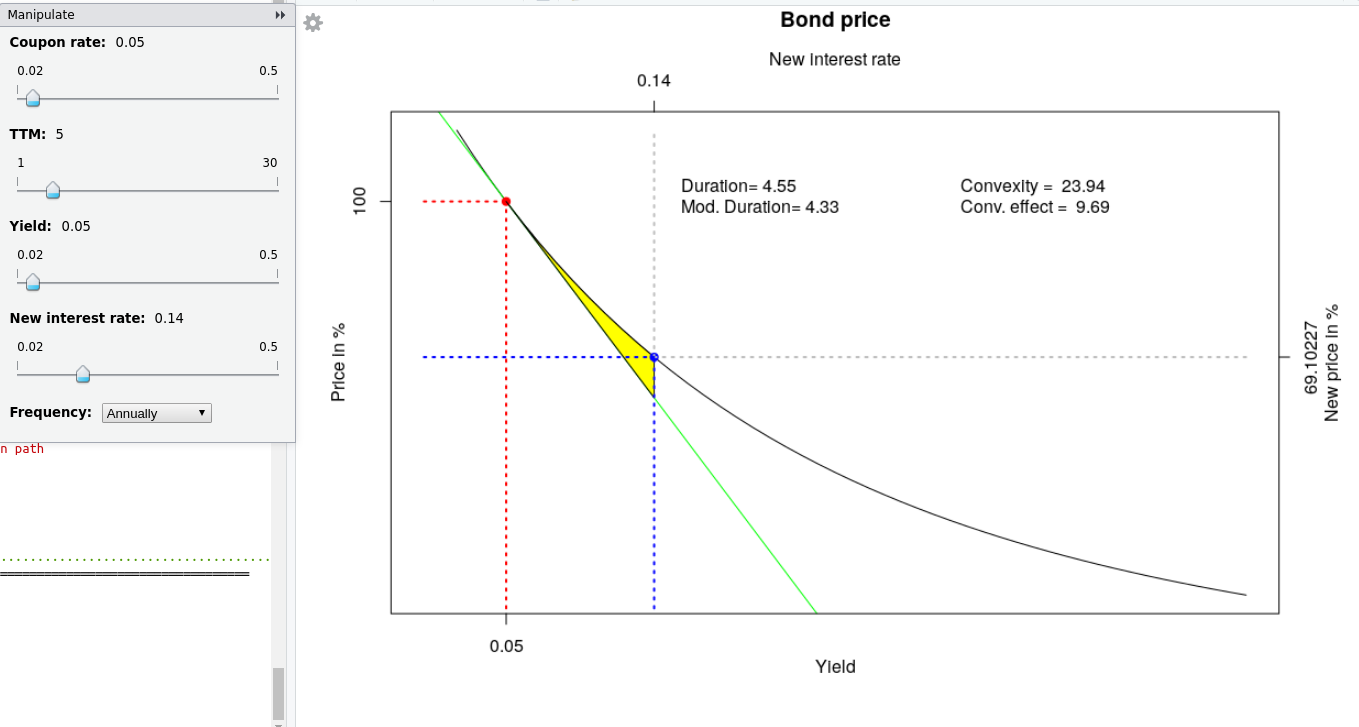 Manipulate
Coupon rate: 0.05
0.02 0.5
TTM: 5
1 30
Yield: 0.05
0.02 0.5
New interest rate: 0.14
0.02 0.5
Frequency: Annually
n path
Bond price
New interest rate
0.14
Duration= 4.55
Mod. Duration= 4.33
Convexity = 23.94
Conv. effect = 9.69
100
Price in %
69.10227
New price in %
0.05
Yield